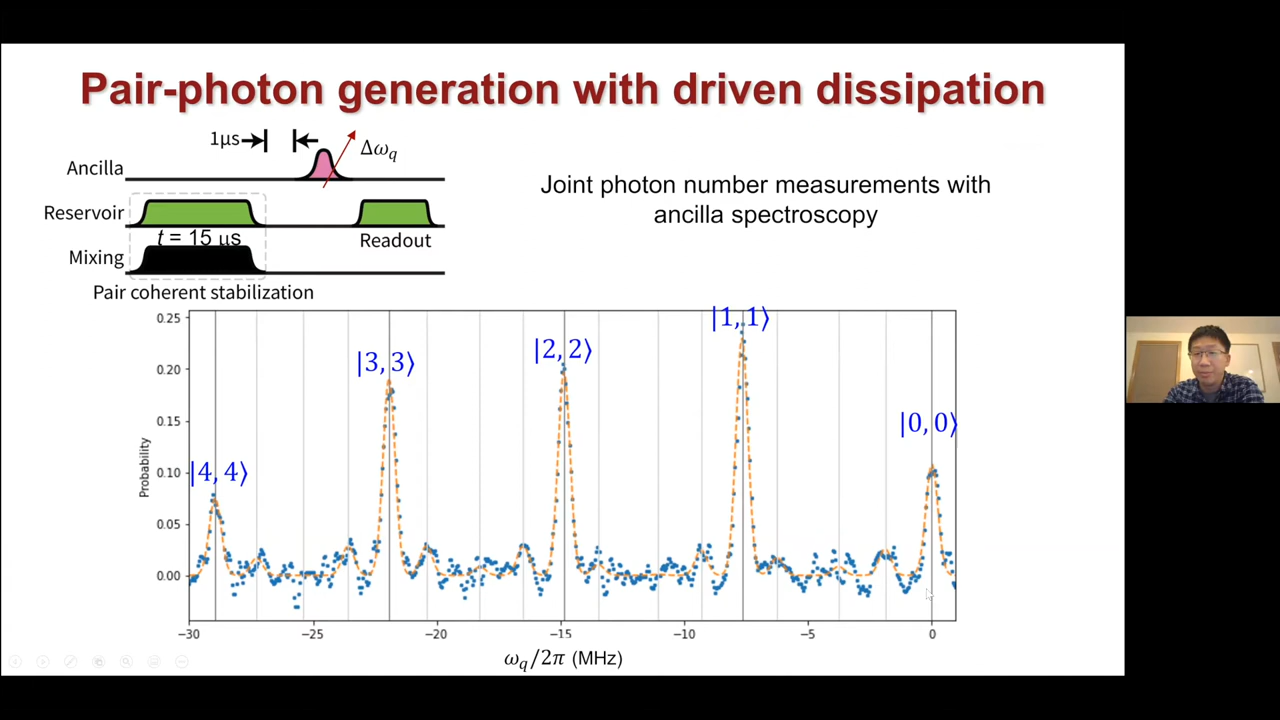 Pair-photon generation with driven dissipation
1μs
Δω_q
Ancilla
Reservoir
t = 15 μs
Readout
Mixing
Pair coherent stabilization
Joint photon number measurements with
ancilla spectroscopy
|4,4⟩
|3,3⟩
|2,2⟩
|1,1⟩
|0,0⟩
Probability
0.25
0.20
0.15
0.10
0.05
0.00
−30 −25 −20 −15 −10 −5 0
ω_q/2π (MHz)